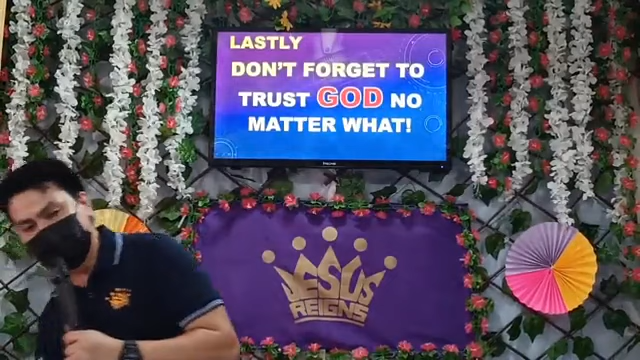 LASTLY
DON'T FORGET TO
TRUST GOD NO
MATTER WHAT!
JESUS
REIGNS